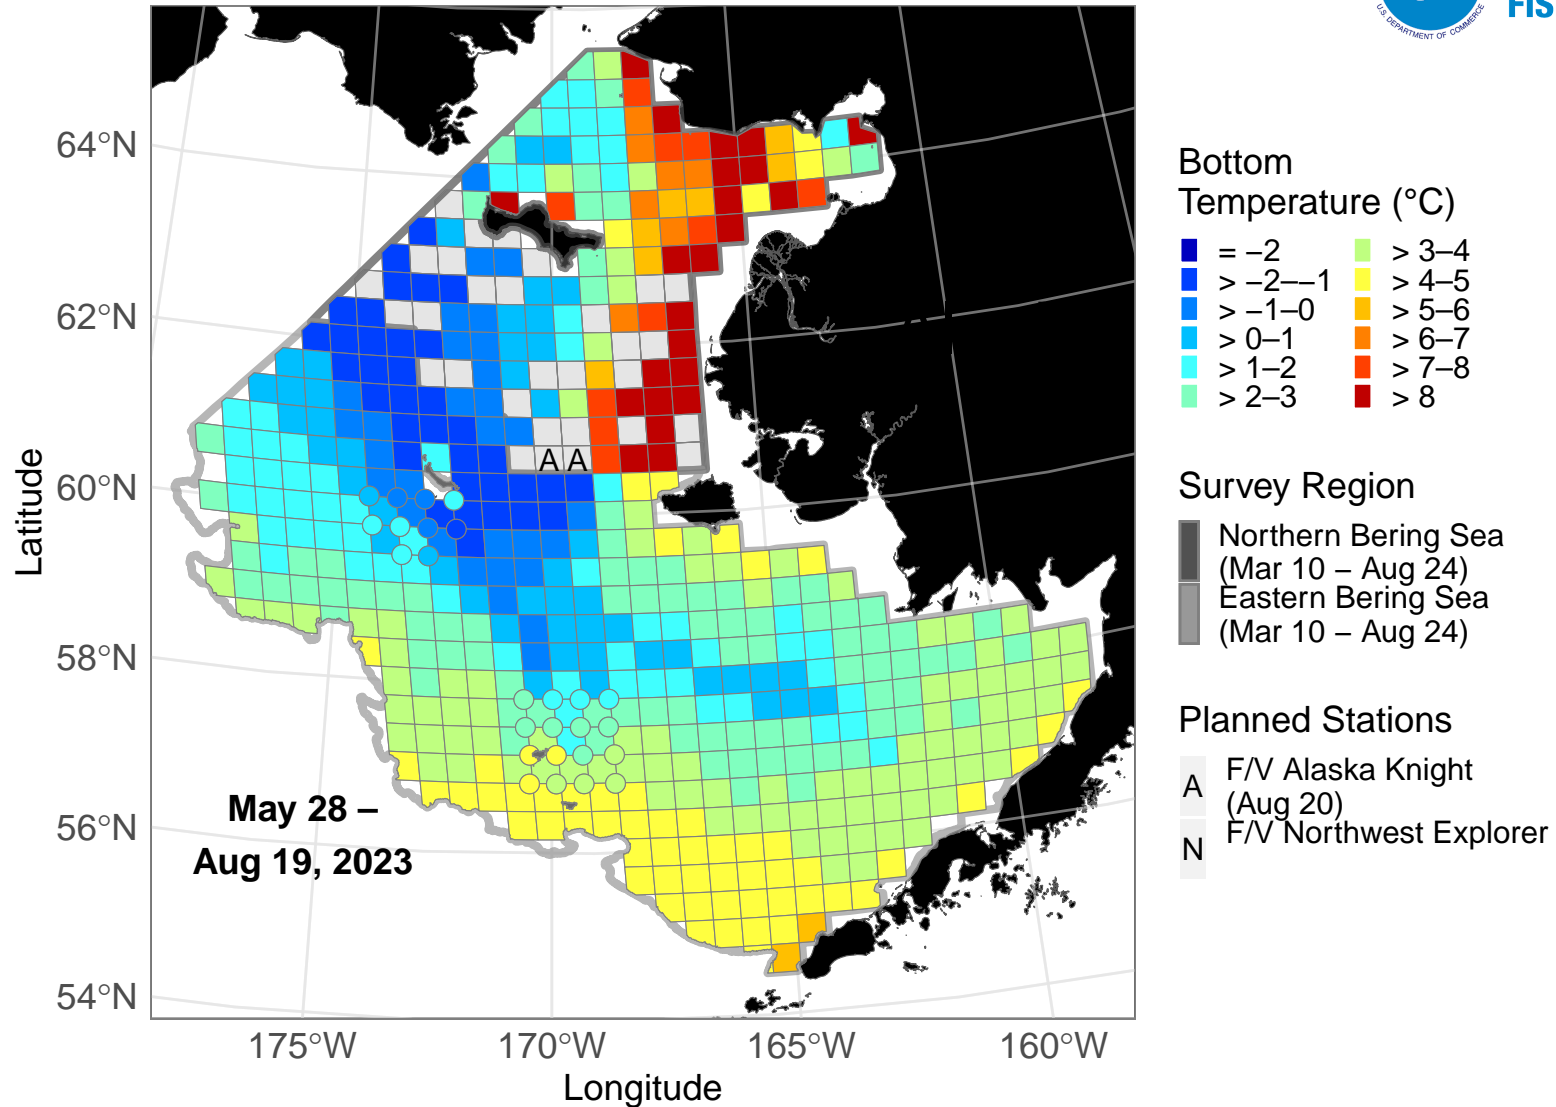 U.S. DEPARTMENT OF COMMERCE
FIS
64°N
62°N
60°N
58°N
56°N
54°N
Latitude
175°W
170°W
165°W
160°W
Longitude
A A
May 28 –
Aug 19, 2023
Bottom
Temperature (°C)
= −2
> −2−−1
> −1−0
> 0−1
> 1−2
> 2−3
> 3−4
> 4−5
> 5−6
> 6−7
> 7−8
> 8
Survey Region
Northern Bering Sea
(Mar 10 − Aug 24)
Eastern Bering Sea
(Mar 10 − Aug 24)
Planned Stations
A F/V Alaska Knight
(Aug 20)
N F/V Northwest Explorer